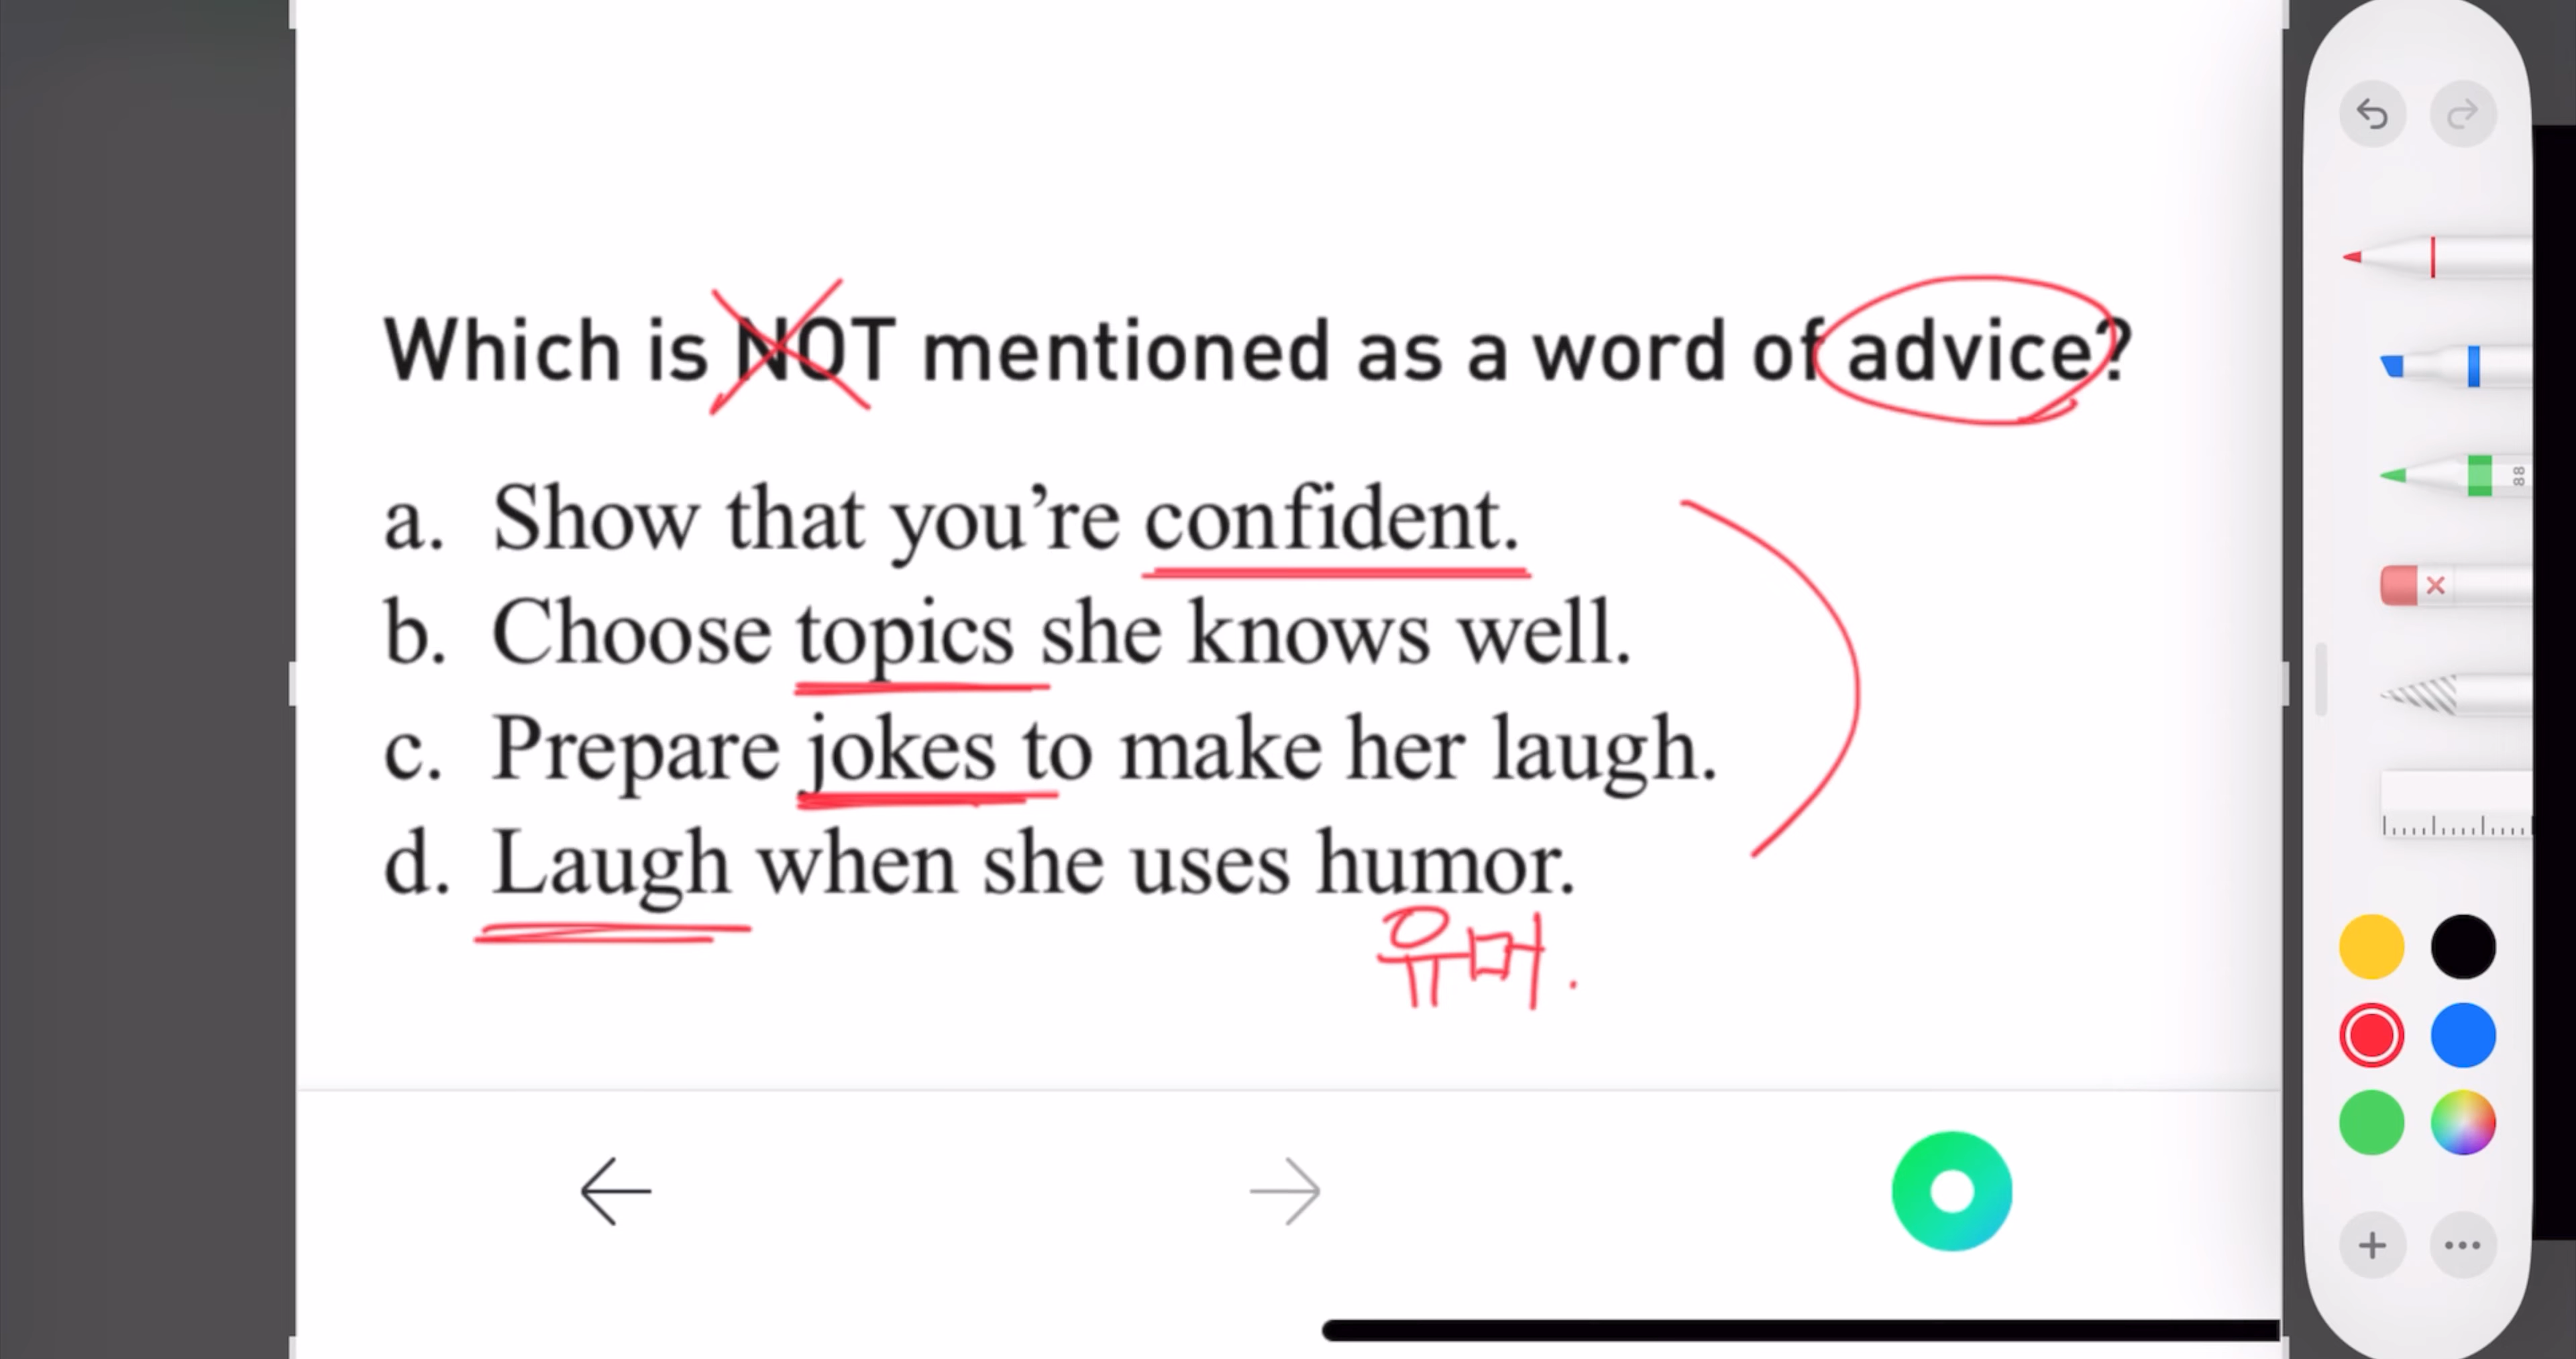 Which is NOT mentioned as a word of advice?
a. Show that you’re confident.
b. Choose topics she knows well.
c. Prepare jokes to make her laugh.
d. Laugh when she uses humor.
유머.
88